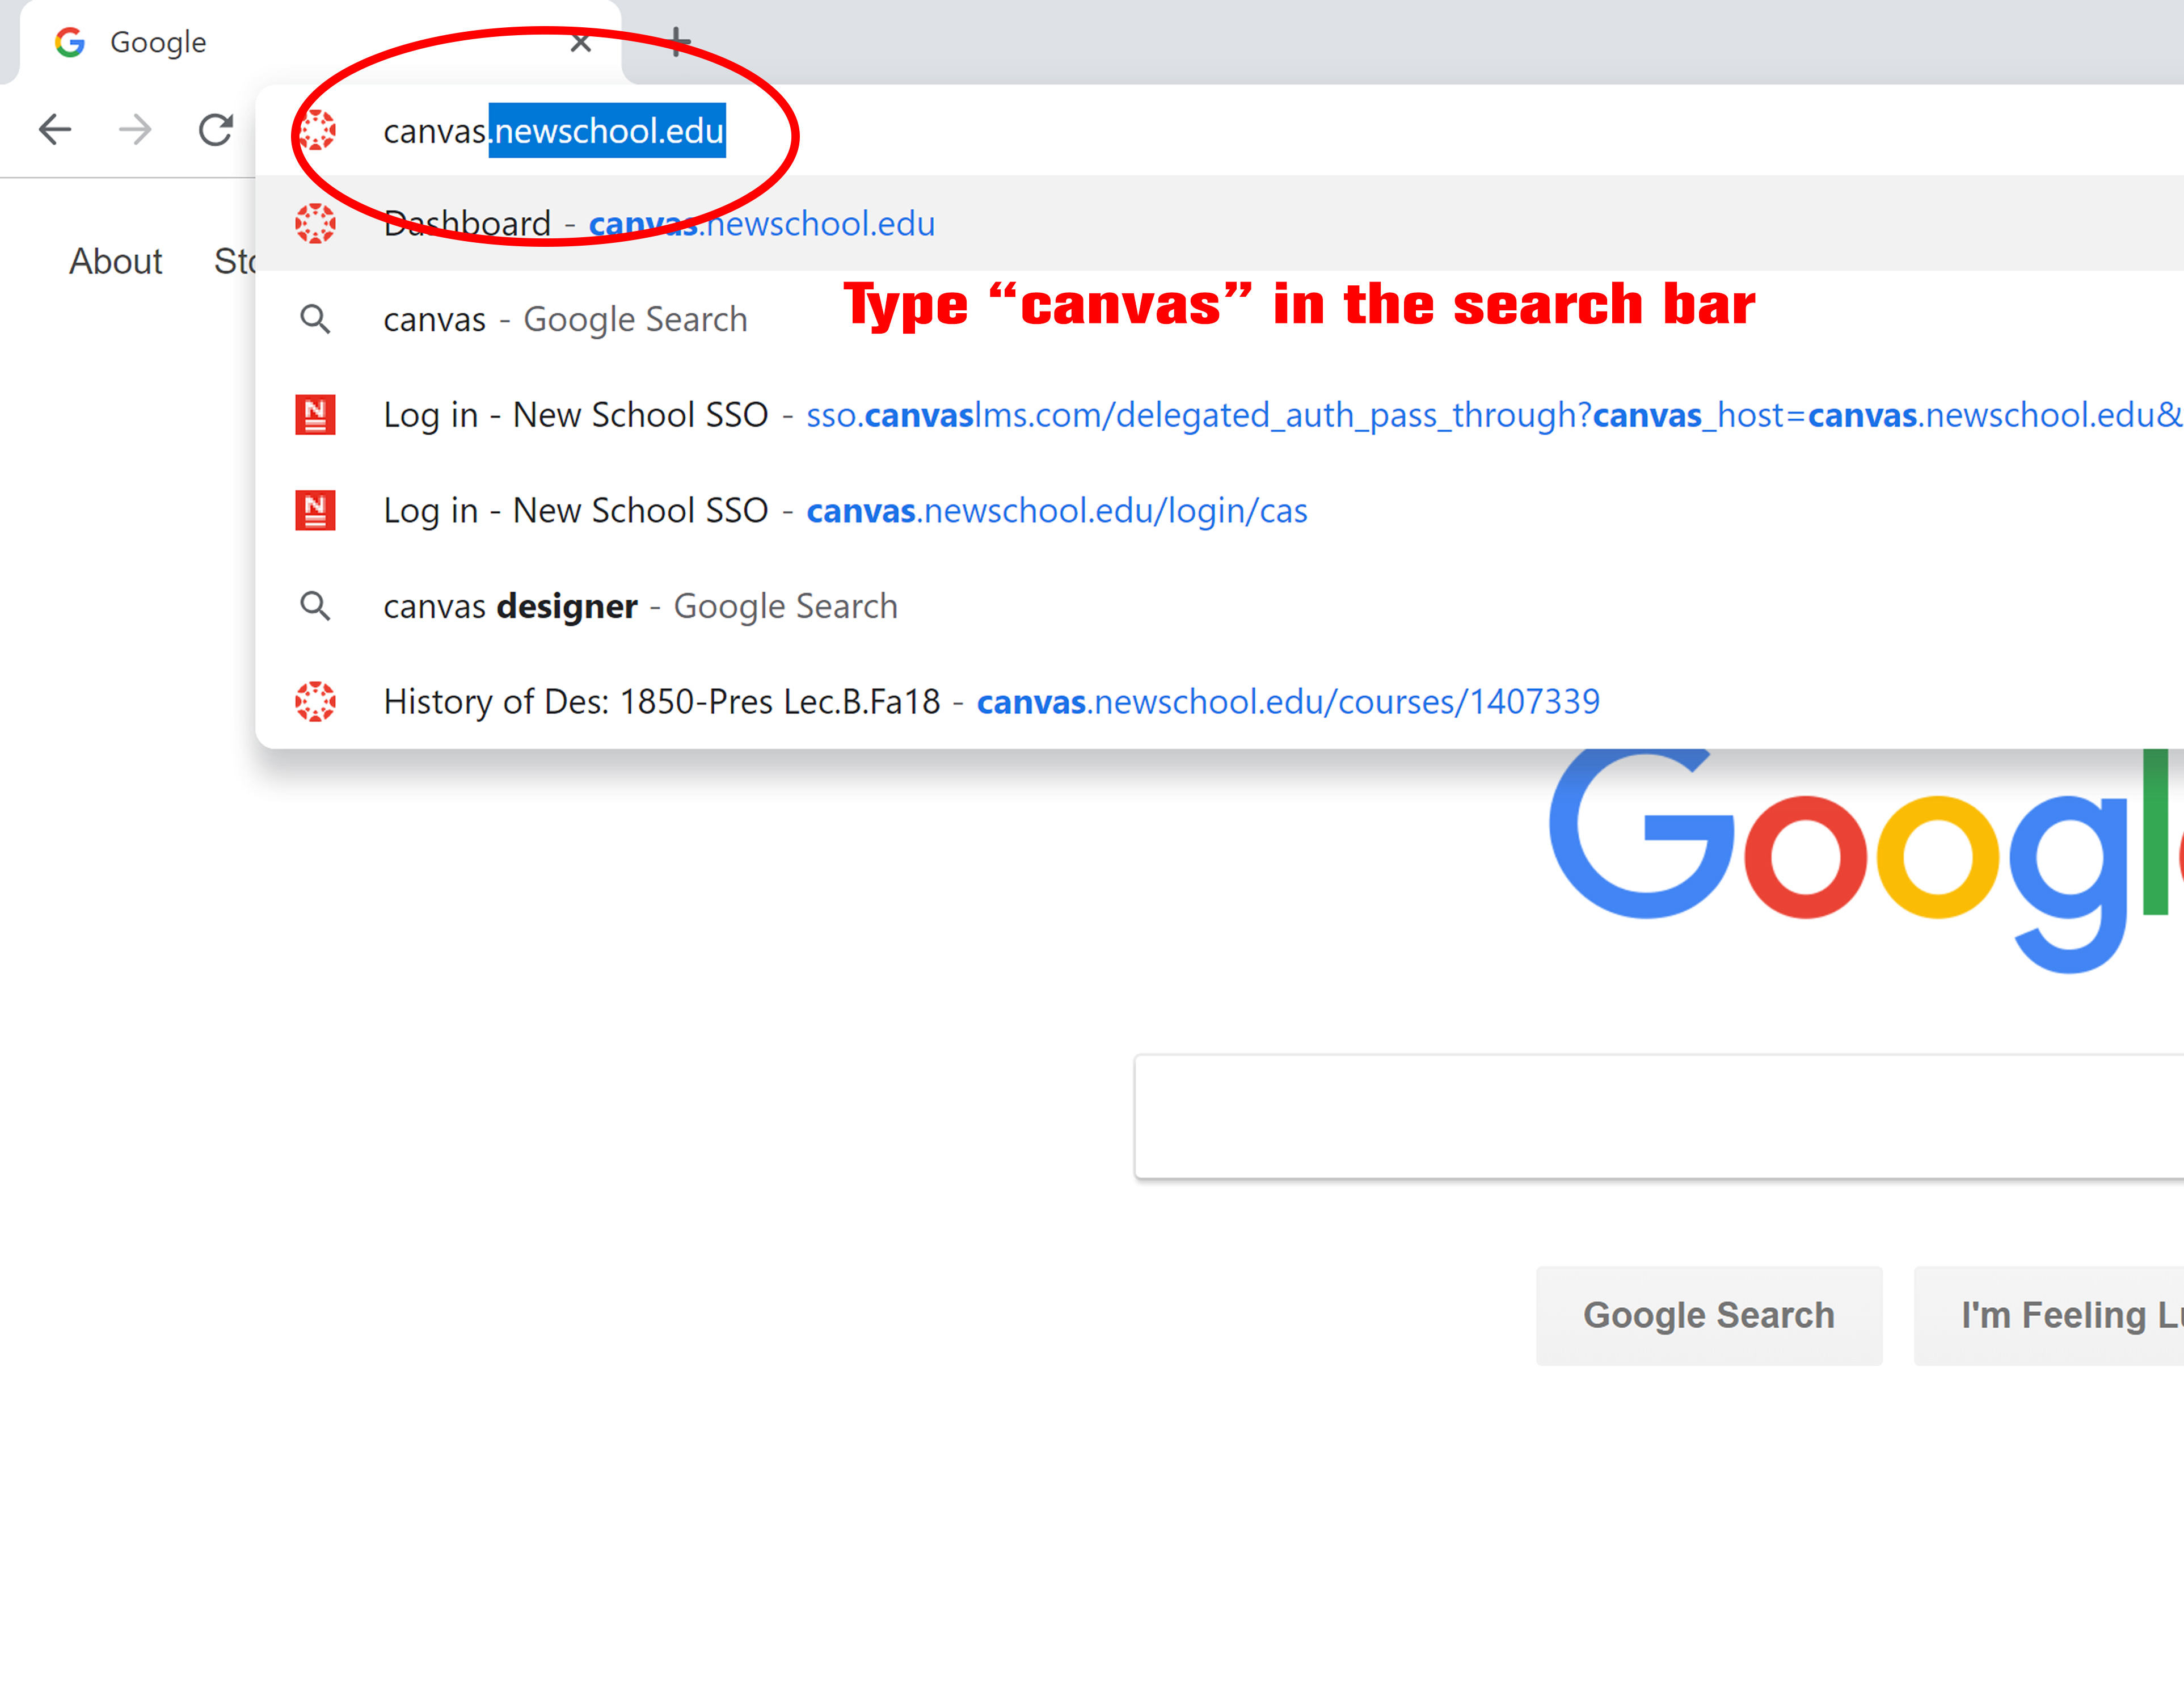 Google
canvas.newschool.edu
Dashboard - canvas.newschool.edu
About Sto
canvas - Google Search
Type “canvas” in the search bar
Log in - New School SSO - sso.canvaslms.com/delegated_auth_pass_through?canvas_host=canvas.newschool.edu&
Log in - New School SSO - canvas.newschool.edu/login/cas
canvas designer - Google Search
History of Des: 1850-Pres Lec.B.Fa18 - canvas.newschool.edu/courses/1407339
Googl
Google Search I'm Feeling Lu